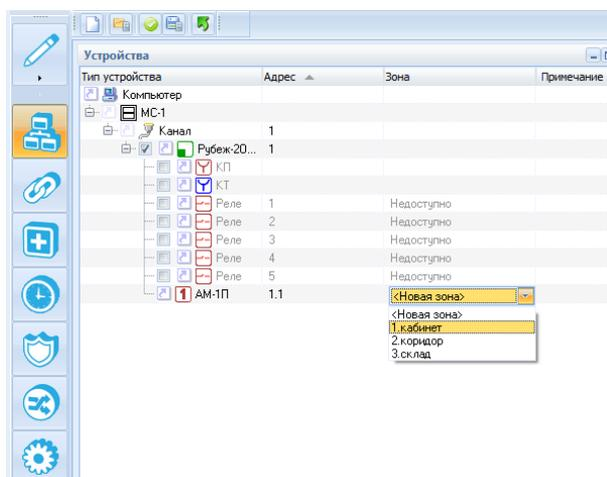 Устройства
Тип устройства Адрес Зона Примечание
Компьютер
МС-1
Канал 1
Рубеж-20... 1
КП
КТ
Реле 1 Недоступно
Реле 2 Недоступно
Реле 3 Недоступно
Реле 4 Недоступно
Реле 5 Недоступно
1 АМ-1П 1.1 <Новая зона>
<Новая зона>
1.кабинет
2.коридор
3.склад